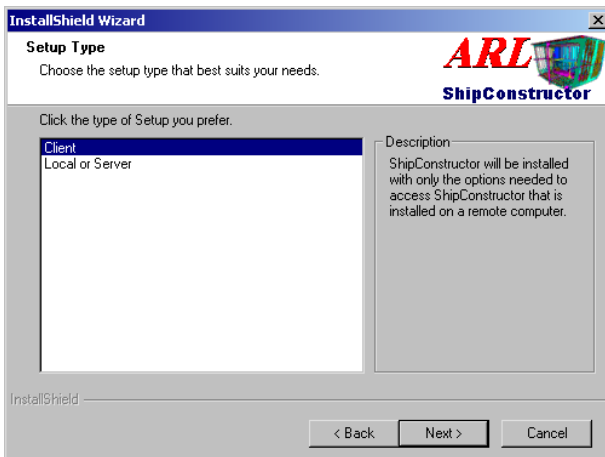 InstallShield Wizard
Setup Type
Choose the setup type that best suits your needs.
ARL
ShipConstructor
Click the type of Setup you prefer.
Client
Local or Server
Description
ShipConstructor will be installed
with only the options needed to
access ShipConstructor that is
installed on a remote computer.
InstallShield
< Back
Next >
Cancel